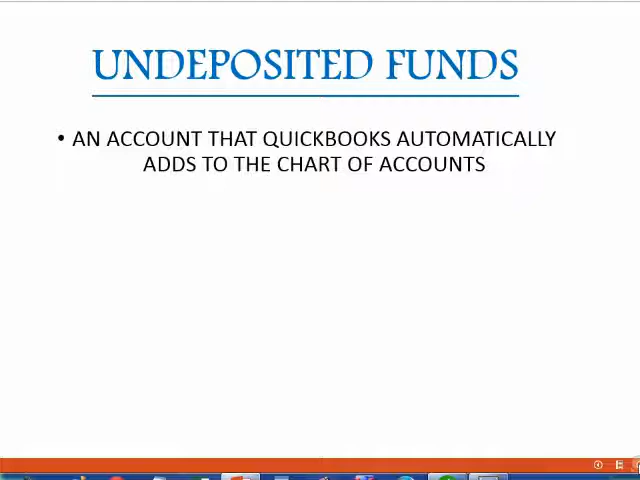 UNDEPOSITED FUNDS
• AN ACCOUNT THAT QUICKBOOKS AUTOMATICALLY
ADDS TO THE CHART OF ACCOUNTS